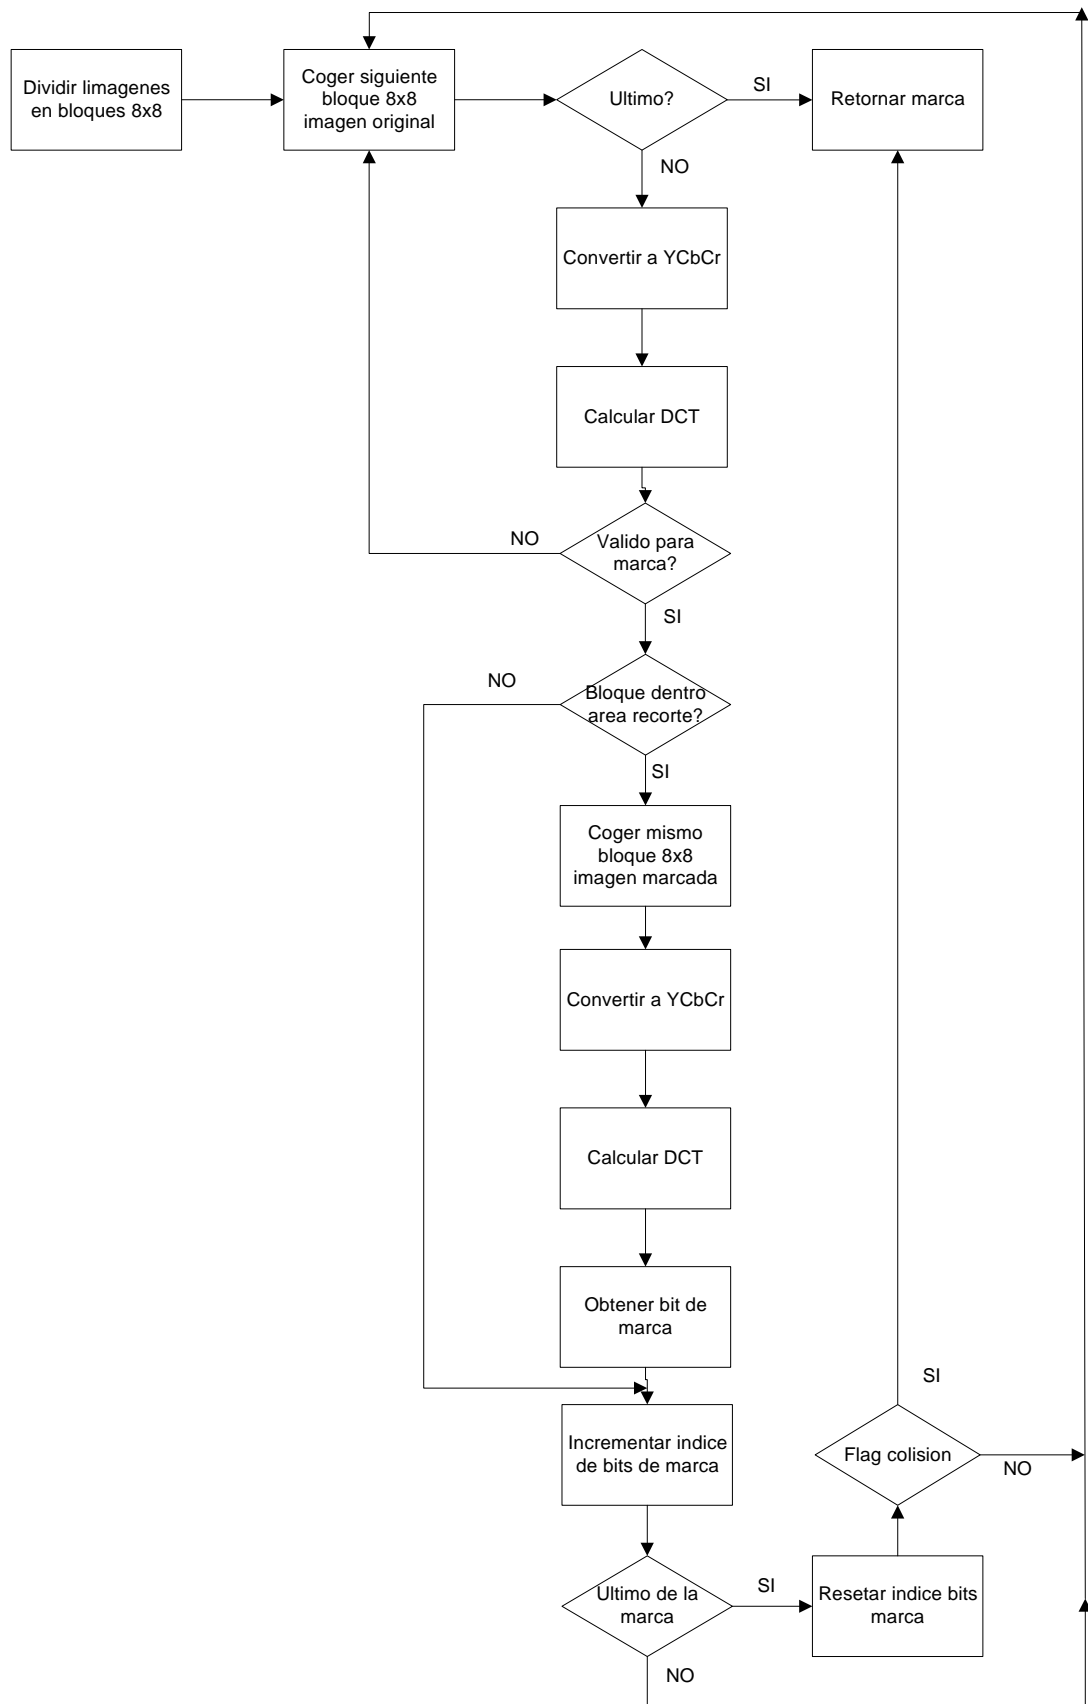 Dividir limagenes
en bloques 8x8
Coger siguiente
bloque 8x8
imagen original
Ultimo?
SI
Retornar marca
NO
Convertir a YCbCr
Calcular DCT
NO
Valido para
marca?
SI
NO
Bloque dentro
area recorte?
SI
Coger mismo
bloque 8x8
imagen marcada
Convertir a YCbCr
Calcular DCT
Obtener bit de
marca
SI
Incrementar indice
de bits de marca
Flag colision
NO
Ultimo de la
marca
SI
Resetar indice bits
marca
NO